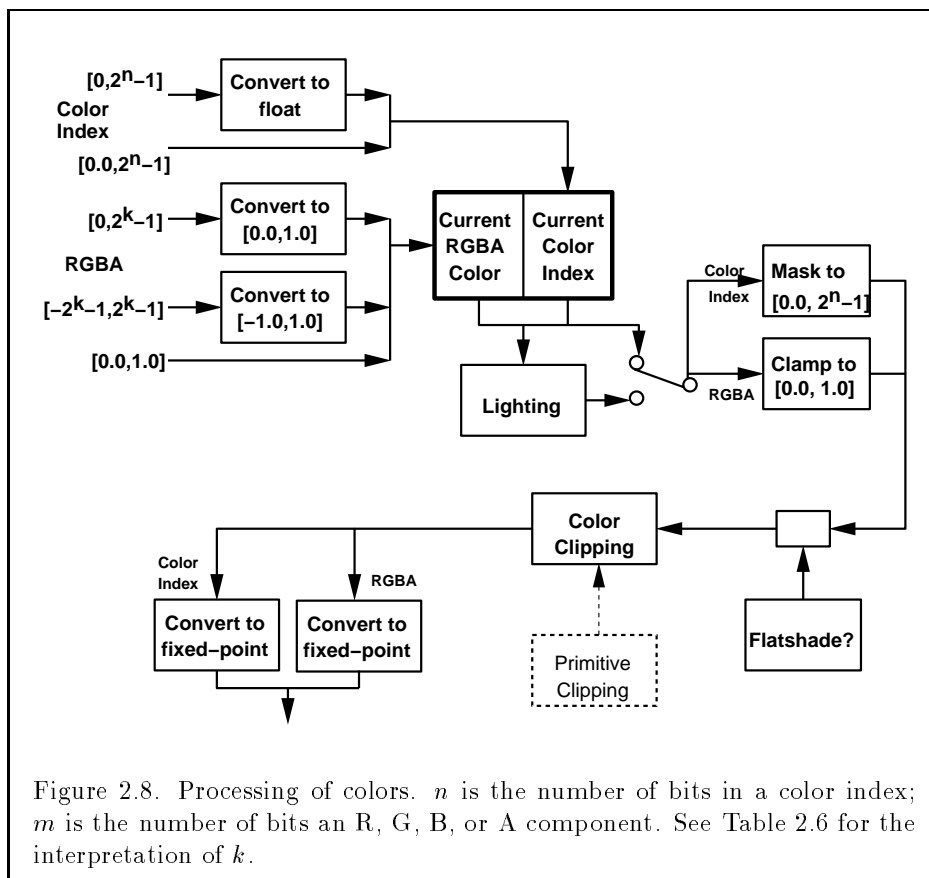 [0,2ⁿ−1]
Convert to
float
Color
Index
[0.0,2ⁿ−1]
[0,2ᵏ−1]
Convert to
[0.0,1.0]
RGBA
[−2ᵏ−1,2ᵏ−1]
Convert to
[−1.0,1.0]
[0.0,1.0]
Current
RGBA
Color
Current
Color
Index
Lighting
Color
Index
Mask to
[0.0, 2ⁿ−1]
RGBA
Clamp to
[0.0, 1.0]
Flatshade?
Color
Clipping
Primitive
Clipping
Color
Index
RGBA
Convert to
fixed−point
Convert to
fixed−point
Figure 2.8. Processing of colors. n is the number of bits in a color index;
m is the number of bits an R, G, B, or A component. See Table 2.6 for the
interpretation of k.